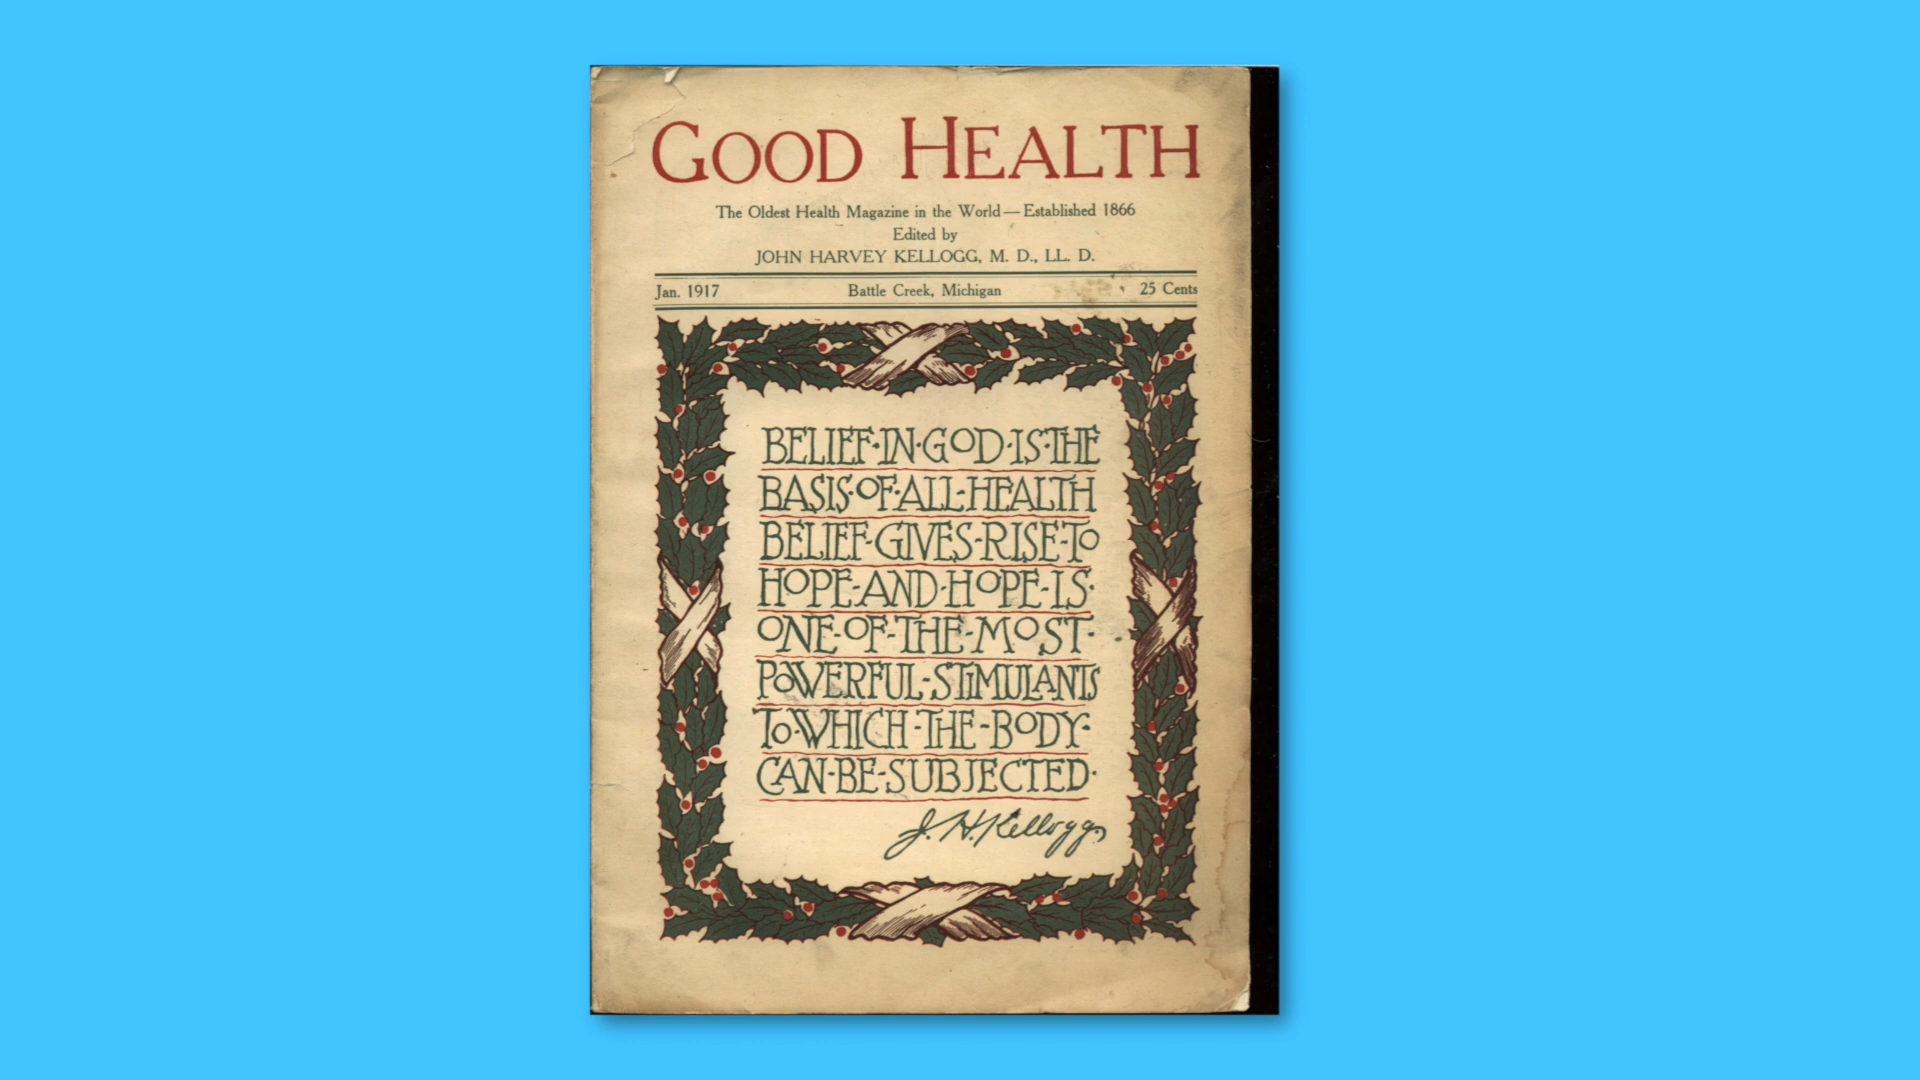 GOOD HEALTH
The Oldest Health Magazine in the World — Established 1866
Edited by
JOHN HARVEY KELLOGG, M. D., LL. D.
Jan. 1917 Battle Creek, Michigan 25 Cents
BELIEF·IN·GOD·IS·THE
BASIS·OF·ALL-HEALTH
BELIEF-GIVES-RISE-TO
HOPE-AND-HOPE-IS·
ONE-OF-THE-MOST·
POWERFUL-STIMULANTS
TO·WHICH-THE-BODY·
CAN·BE-SUBJECTED·
J. H. Kellogg